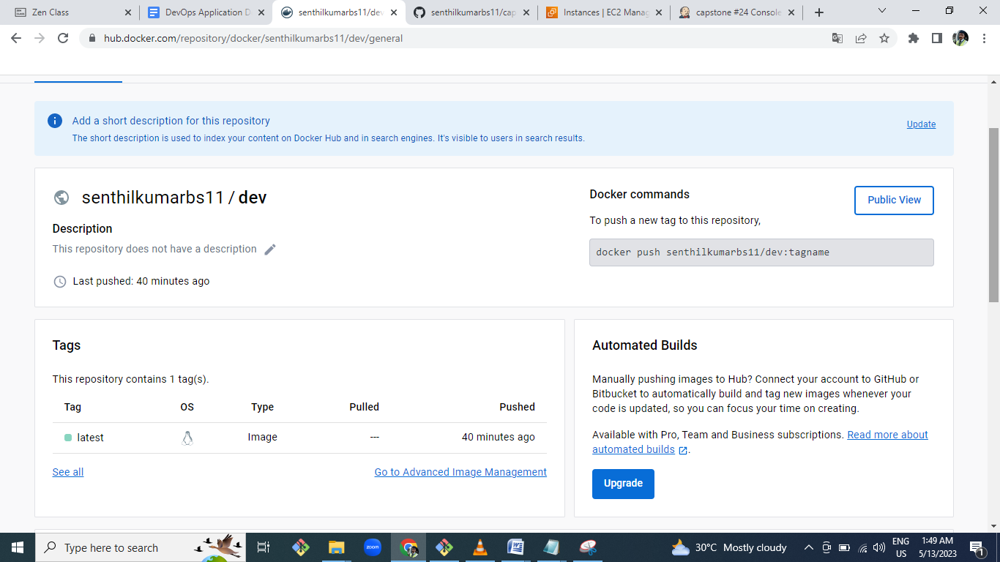 Zen Class
DevOps Application D
senthilkumarbs11/dev
senthilkumarbs11/cap
Instances | EC2 Manag
capstone #24 Console
hub.docker.com/repository/docker/senthilkumarbs11/dev/general
Add a short description for this repository
The short description is used to index your content on Docker Hub and in search engines. It's visible to users in search results.
Update
senthilkumarbs11 / dev
Description
This repository does not have a description
Last pushed: 40 minutes ago
Docker commands
To push a new tag to this repository,
Public View
docker push senthilkumarbs11/dev:tagname
Tags
This repository contains 1 tag(s).
Tag OS Type Pulled Pushed
latest Image --- 40 minutes ago
See all
Go to Advanced Image Management
Automated Builds
Manually pushing images to Hub? Connect your account to GitHub or
Bitbucket to automatically build and tag new images whenever your
code is updated, so you can focus your time on creating.
Available with Pro, Team and Business subscriptions. Read more about
automated builds .
Upgrade
Type here to search
zoom
30°C Mostly cloudy
ENG
US
1:49 AM
5/13/2023
1